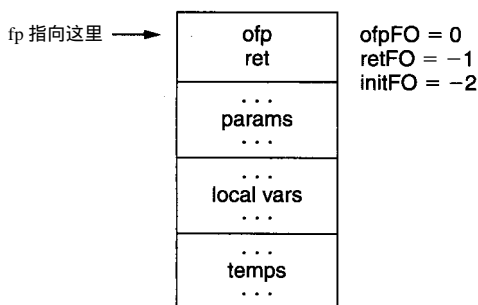 fp 指向这里
ofp
ret
ofpFO = 0
retFO = −1
initFO = −2
. . .
params
. . .
. . .
local vars
. . .
. . .
temps
. . .